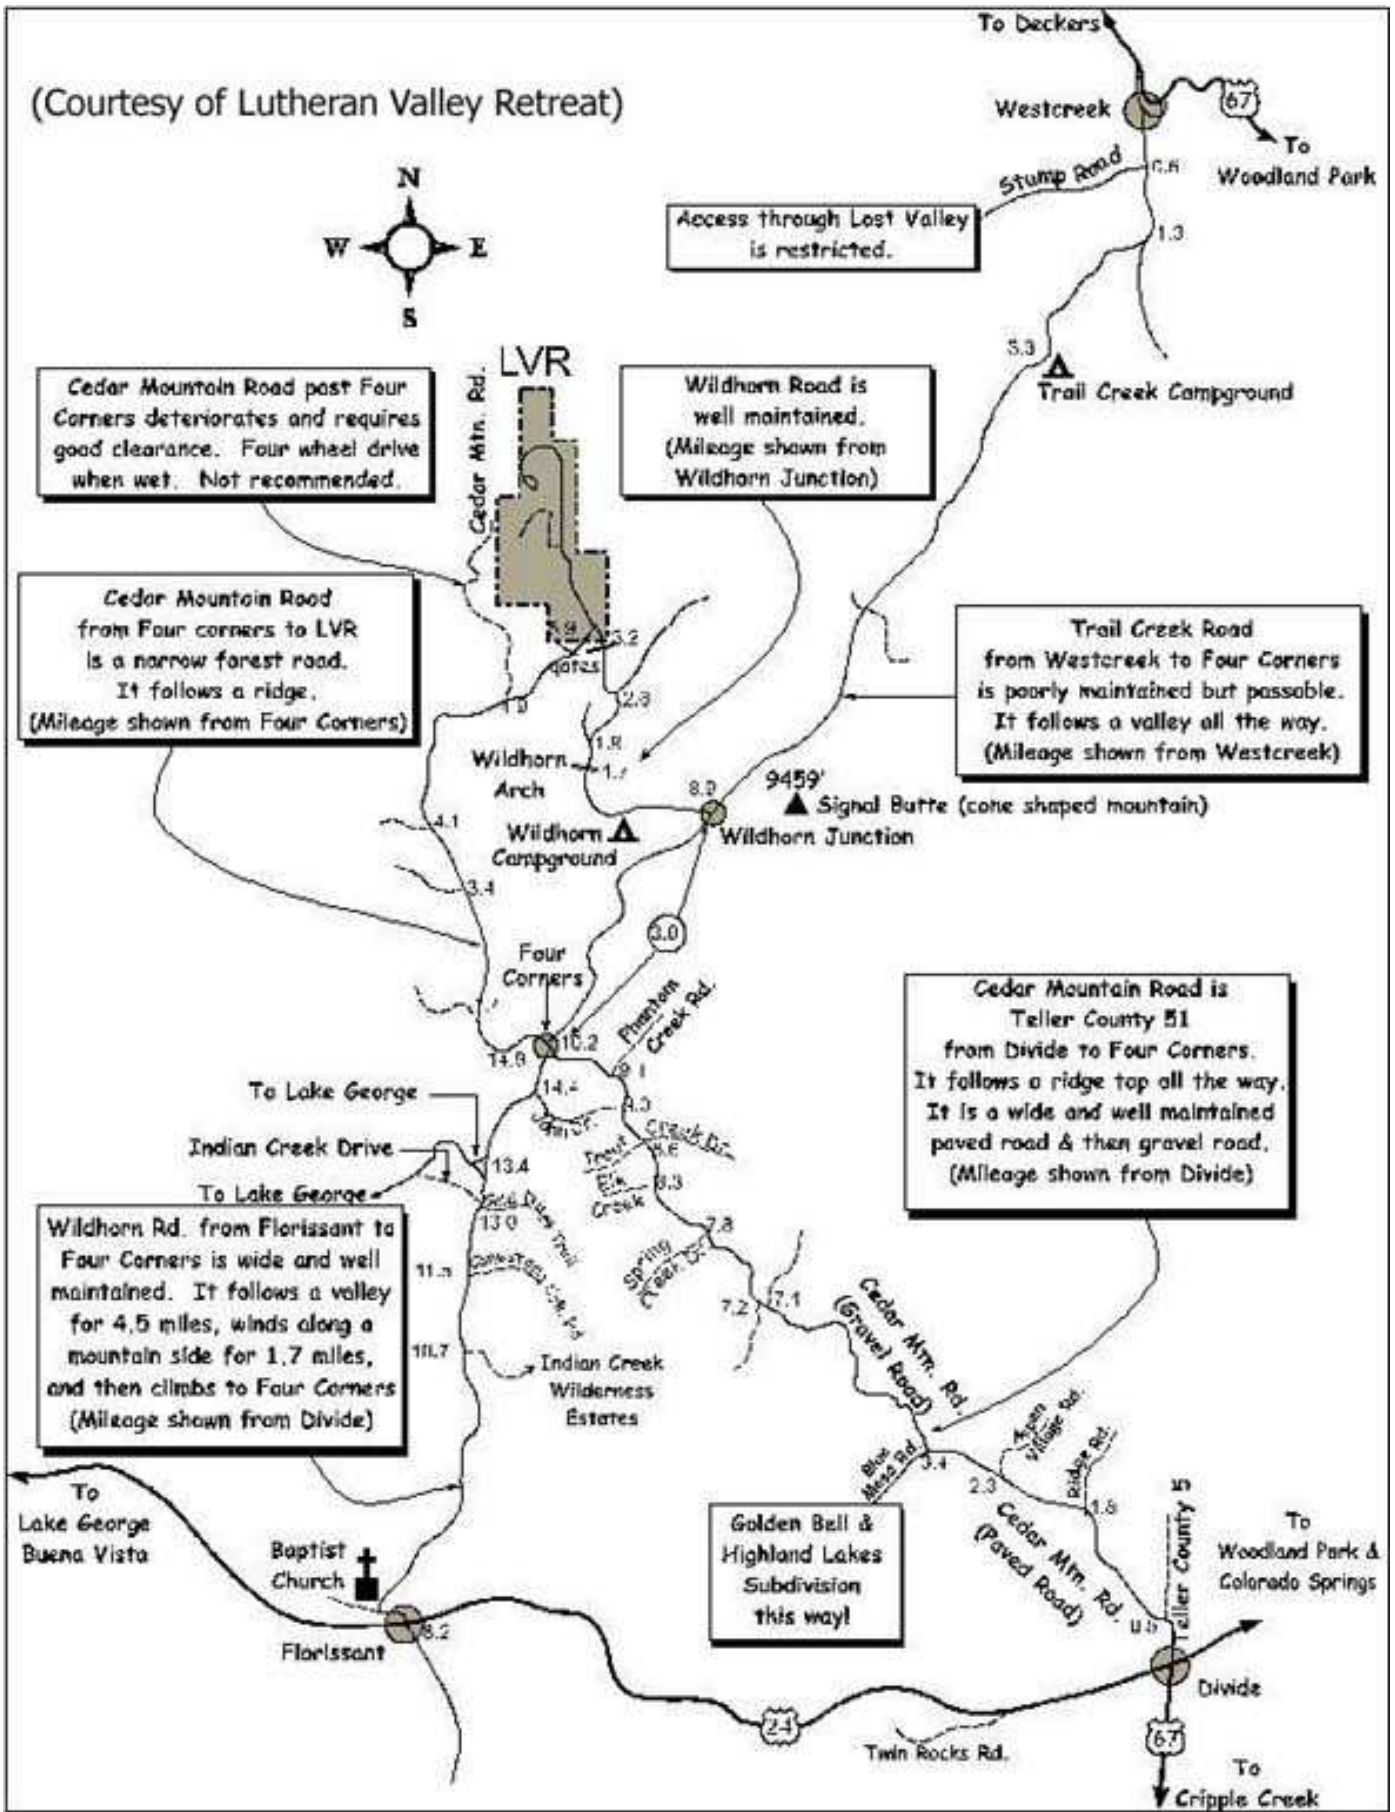 To Deckers
(Courtesy of Lutheran Valley Retreat)
Westcreek
67
To
Woodland Park
Stump Road
Access through Lost Valley
is restricted.
1.3
N
W
E
S
LVR
Trail Creek Campground
Cedar Mountain Road past Four
Corners deteriorates and requires
good clearance. Four wheel drive
when wet. Not recommended.
Cedar Mtn. Rd.
Wildhorn Road is
well maintained.
(Mileage shown from
Wildhorn Junction)
Cedar Mountain Road
from Four corners to LVR
is a narrow forest road.
It follows a ridge.
(Mileage shown from Four Corners)
3.2
gates
Trail Creek Road
from Westcreek to Four Corners
is poorly maintained but passable.
It follows a valley all the way.
(Mileage shown from Westcreek)
Wildhorn
Arch
9459'
Signal Butte (cone shaped mountain)
Wildhorn Junction
Wildhorn
Campground
4.1
3.4
Four
Corners
Phantom
Creek Rd.
Cedar Mountain Road is
Teller County 51
from Divide to Four Corners.
It follows a ridge top all the way.
It is a wide and well maintained
paved road & then gravel road.
(Mileage shown from Divide)
10.2
9.1
14.4
To Lake George
Indian Creek Drive
To Lake George
13.4
13.0
Trout
Creek Dr.
Elk
Creek
7.8
Spring
7.2
7.1
Wildhorn Rd. from Florissant to
Four Corners is wide and well
maintained. It follows a valley
for 4.5 miles, winds along a
mountain side for 1.7 miles,
and then climbs to Four Corners
(Mileage shown from Divide)
Indian Creek
Wilderness
Estates
Cedar Mtn. Rd.
(Gravel Road)
Blue
Mesa Rd.
3.4
2.3
Aspen
Village Rd.
Ridge Rd.
1.8
Cedar Mtn. Rd.
(Paved Road)
Teller County 5
To
Lake George
Buena Vista
Baptist
Church
Golden Bell &
Highland Lakes
Subdivision
this way!
To
Woodland Park &
Colorado Springs
0.5
8.2
Florissant
Divide
24
Twin Rocks Rd.
67
To
Cripple Creek